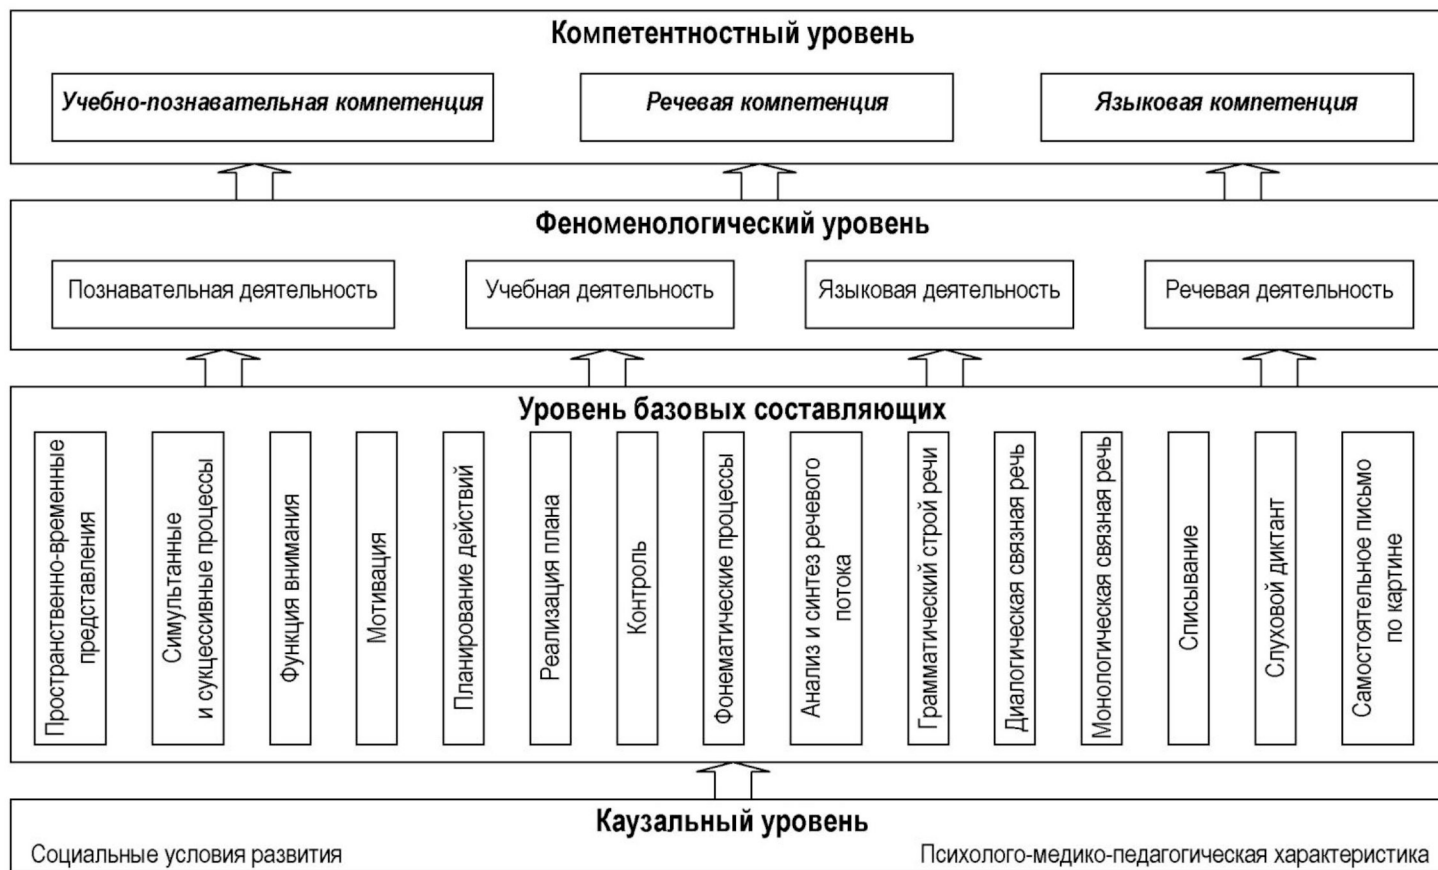 Компетентностный уровень
Учебно-познавательная компетенция
Речевая компетенция
Языковая компетенция
Феноменологический уровень
Познавательная деятельность
Учебная деятельность
Языковая деятельность
Речевая деятельность
Уровень базовых составляющих
Пространственно-временные
представления
Симультанные
и сукцессивные процессы
Функция внимания
Мотивация
Планирование действий
Реализация плана
Контроль
Фонематические процессы
Анализ и синтез речевого
потока
Грамматический строй речи
Диалогическая связная речь
Монологическая связная речь
Списывание
Слуховой диктант
Самостоятельное письмо
по картине
Каузальный уровень
Социальные условия развития
Психолого-медико-педагогическая характеристика